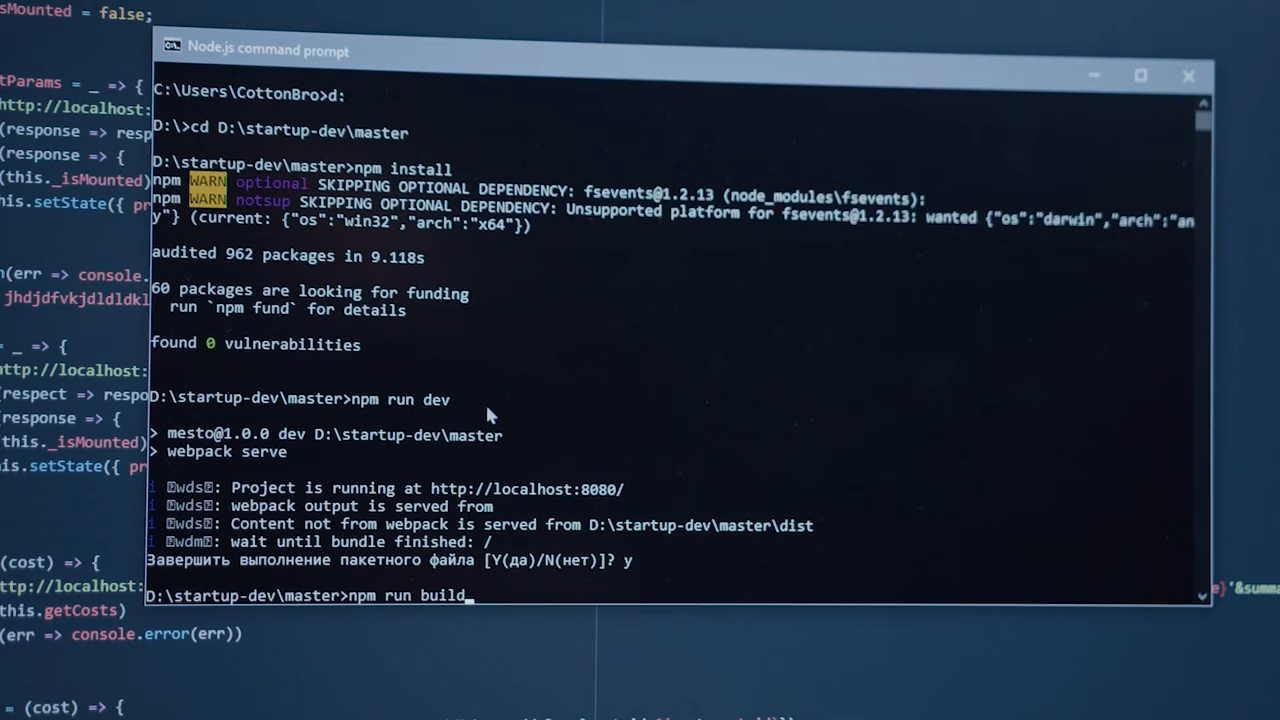 sMounted = false;
tParams = _ => {
http://localhost:
(response => resp
(response => {
(this._isMounted)
his.setState({ pr
n(err => console.
jhdjdfvkjdldldkl
= _ => {
http://localhost:
(respect => respo
(response => {
(this._isMounted)
is.setState({ pr
(cost) => {
ttp://localhost:
this.getCosts)
(err => console.error(err))
= (cost) => {
Node.js command prompt
C:\Users\CottonBro>d:
D:\>cd D:\startup-dev\master
D:\startup-dev\master>npm install
npm WARN optional SKIPPING OPTIONAL DEPENDENCY: fsevents@1.2.13 (node_modules\fsevents):
npm WARN notsup SKIPPING OPTIONAL DEPENDENCY: Unsupported platform for fsevents@1.2.13: wanted {"os":"darwin","arch":"an
y"} (current: {"os":"win32","arch":"x64"})
audited 962 packages in 9.118s
60 packages are looking for funding
run `npm fund` for details
found 0 vulnerabilities
D:\startup-dev\master>npm run dev
> mesto@1.0.0 dev D:\startup-dev\master
> webpack serve
i ｢wds｣: Project is running at http://localhost:8080/
i ｢wds｣: webpack output is served from
i ｢wds｣: Content not from webpack is served from D:\startup-dev\master\dist
i ｢wdm｣: wait until bundle finished: /
Завершить выполнение пакетного файла [Y(да)/N(нет)]? y
D:\startup-dev\master>npm run build
}'&summa